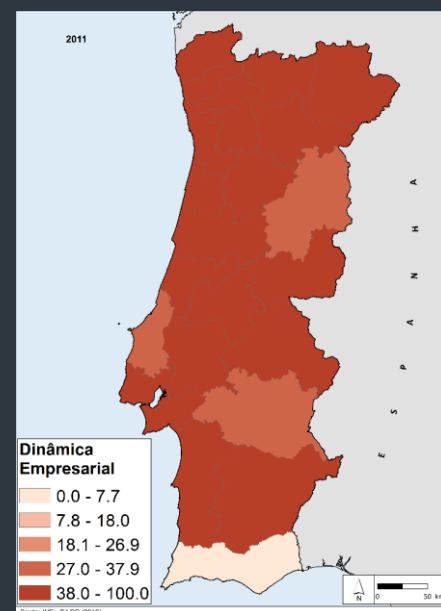 2011
E S P A N H A
Dinâmica
Empresarial
0.0 - 7.7
7.8 - 18.0
18.1 - 26.9
27.0 - 37.9
38.0 - 100.0
N
0 50 km